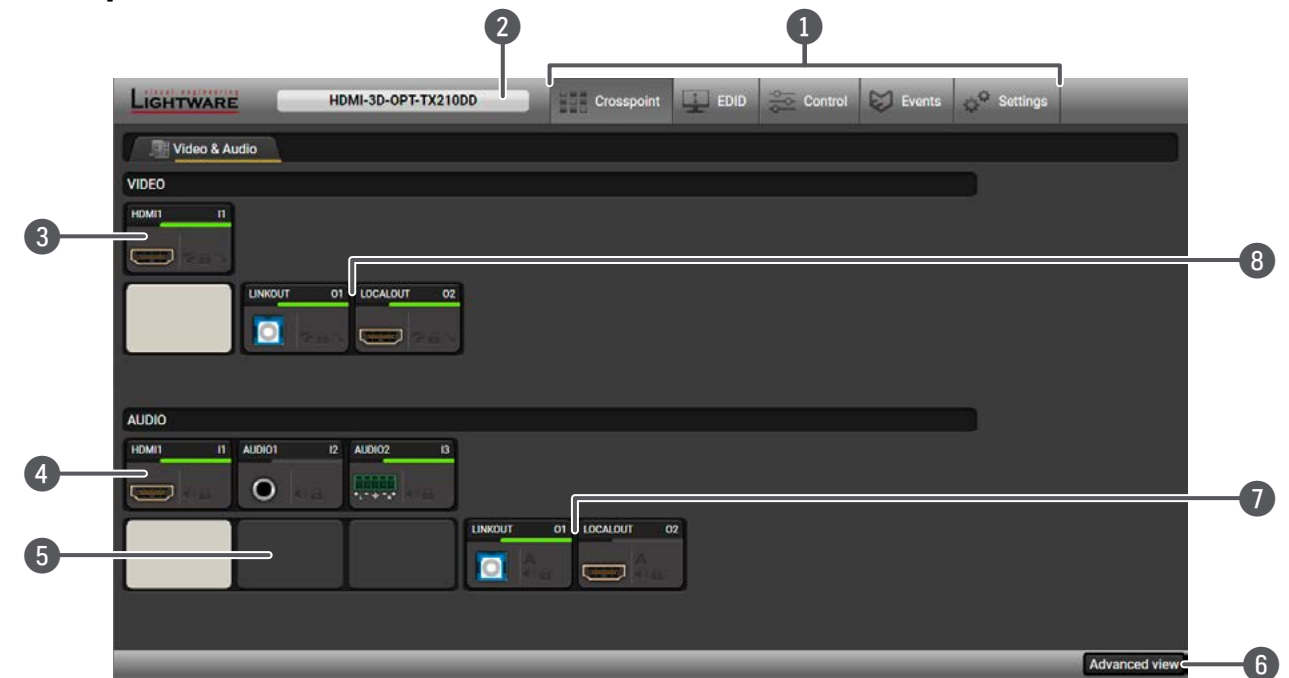 2
1
visual engineering
LIGHTWARE
HDMI-3D-OPT-TX210DD
Crosspoint
EDID
Control
Events
Settings
Video & Audio
VIDEO
HDMI1 I1
3
8
LINKOUT O1
LOCALOUT O2
AUDIO
HDMI1 I1
AUDIO1 I2
AUDIO2 I3
4
7
LINKOUT O1
LOCALOUT O2
5
A
A
Advanced view
6